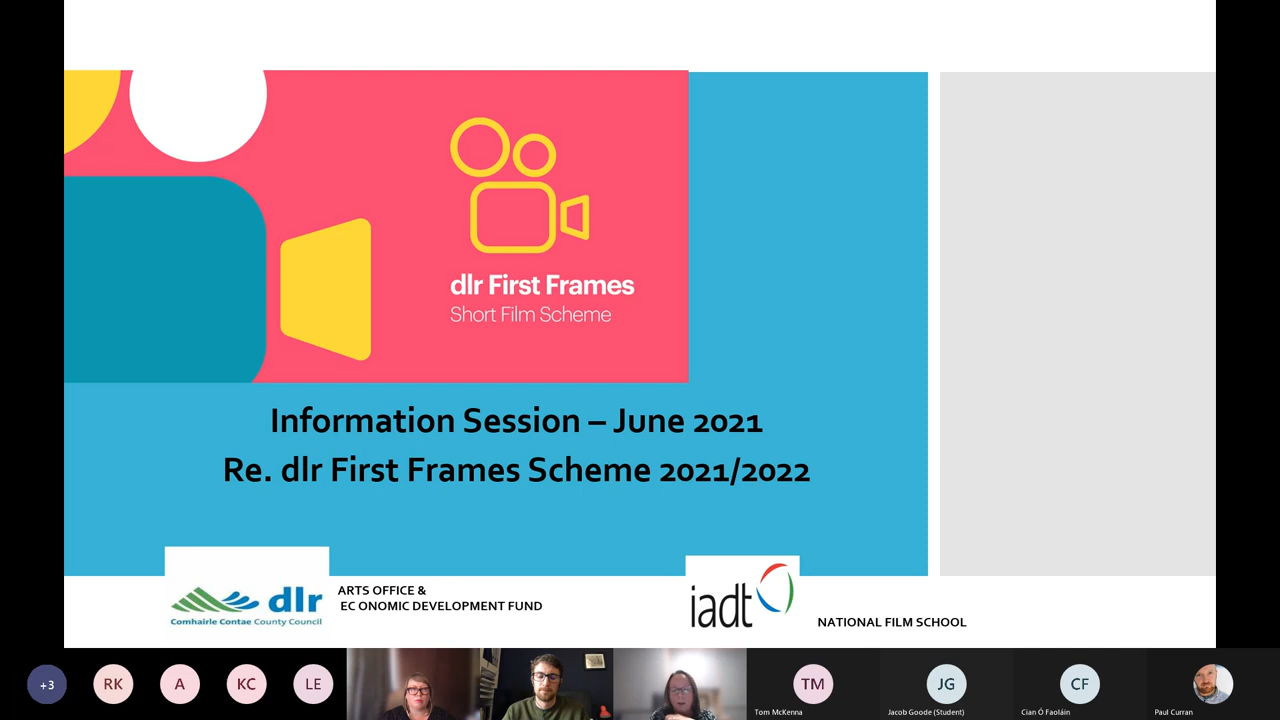 dlr First Frames
Short Film Scheme
Information Session – June 2021
Re. dlr First Frames Scheme 2021/2022
dlr
Comhairle Contae County Council
ARTS OFFICE &
EC ONOMIC DEVELOPMENT FUND
iadt
NATIONAL FILM SCHOOL
+3
RK
A
KC
LE
TM
JG
CF
Tom McKenna
Jacob Goode (Student)
Cian Ó Faoláin
Paul Curran